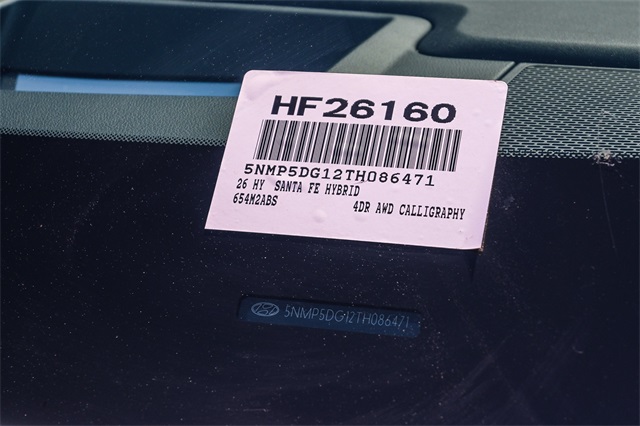 HF26160
5NMP5DG12TH086471
26 HY SANTA FE HYBRID
654M2ABS 4DR AWD CALLIGRAPHY
5NMP5DG12TH086471